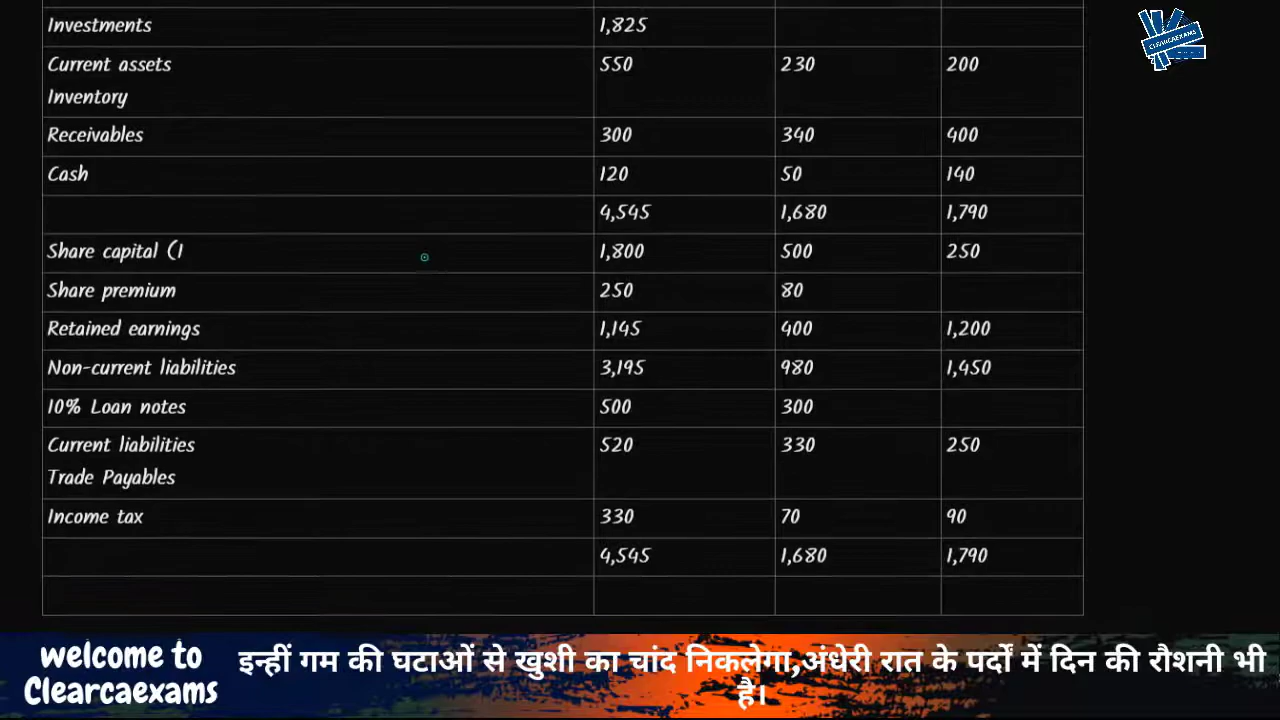 Investments 1,825
CLEARCAEXAMS
Current assets 550 230 200
Inventory
Receivables 300 340 400
Cash 120 50 140
4,545 1,680 1,790
Share capital (1 1,800 500 250
Share premium 250 80
Retained earnings 1,145 400 1,200
Non-current liabilities 3,195 980 1,450
10% Loan notes 500 300
Current liabilities 520 330 250
Trade Payables
Income tax 330 70 90
4,545 1,680 1,790
welcome to
Clearcaexams
इन्हीं गम की घटाओं से खुशी का चांद निकलेगा,अंधेरी रात के पर्दों में दिन की रौशनी भी
है।